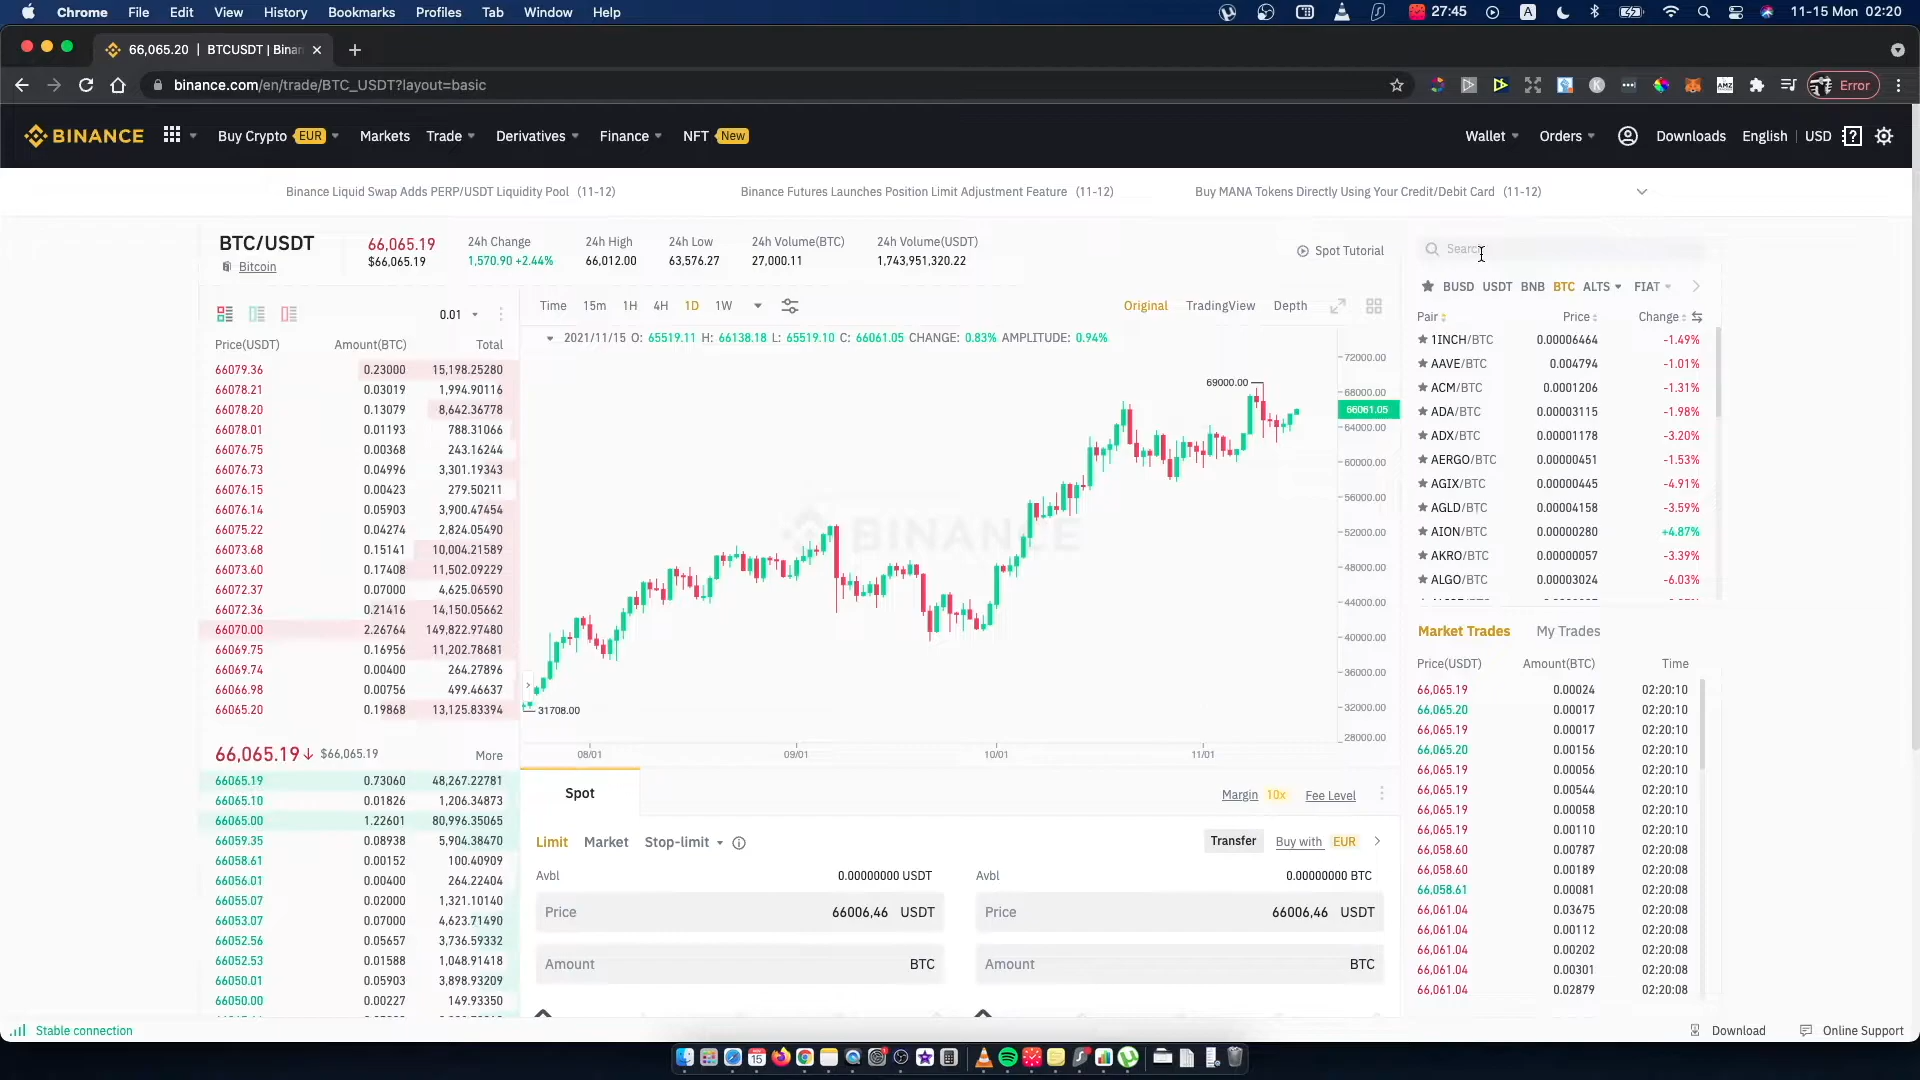 Chrome File Edit View History Bookmarks Profiles Tab Window Help 27:45 A 11-15 Mon 02:20
66,065.20 | BTCUSDT | Binan
binance.com/en/trade/BTC_USDT?layout=basic Error
BINANCE Buy Crypto EUR Markets Trade Derivatives Finance NFT New Wallet Orders Downloads English USD
Binance Liquid Swap Adds PERP/USDT Liquidity Pool (11-12) Binance Futures Launches Position Limit Adjustment Feature (11-12) Buy MANA Tokens Directly Using Your Credit/Debit Card (11-12)
BTC/USDT
Bitcoin
66,065.19
$66,065.19
24h Change
1,570.90 +2.44%
24h High
66,012.00
24h Low
63,576.27
24h Volume(BTC)
27,000.11
24h Volume(USDT)
1,743,951,320.22
Spot Tutorial
0.01
Price(USDT) Amount(BTC) Total
66079.36 0.23000 15,198.25280
66078.21 0.03019 1,994.90116
66078.20 0.13079 8,642.36778
66078.01 0.01193 788.31066
66076.75 0.00368 243.16244
66076.73 0.04996 3,301.19343
66076.15 0.00423 279.50211
66076.14 0.05903 3,900.47454
66075.22 0.04274 2,824.05490
66073.68 0.15141 10,004.21589
66073.60 0.17408 11,502.09229
66072.37 0.07000 4,625.06590
66072.36 0.21416 14,150.05662
66070.00 2.26764 149,822.97480
66069.75 0.16956 11,202.78681
66069.74 0.00400 264.27896
66066.98 0.00756 499.46637
66065.20 0.19868 13,125.83394
66,065.19 $66,065.19 More
66065.19 0.73060 48,267.22781
66065.10 0.01826 1,206.34873
66065.00 1.22601 80,996.35065
66059.35 0.08938 5,904.38470
66058.61 0.00152 100.40909
66056.01 0.00400 264.22404
66055.07 0.02000 1,321.10140
66053.07 0.07000 4,623.71490
66052.56 0.05657 3,736.59332
66052.53 0.01588 1,048.91418
66050.01 0.05903 3,898.93209
66050.00 0.00227 149.93350
Time 15m 1H 4H 1D 1W Original TradingView Depth
2021/11/15 O: 65519.11 H: 66138.18 L: 65519.10 C: 66061.05 CHANGE: 0.83% AMPLITUDE: 0.94%
72000.00
69000.00
68000.00
66061.05
64000.00
60000.00
56000.00
52000.00
BINANCE
48000.00
44000.00
40000.00
36000.00
32000.00
31708.00
28000.00
08/01 09/01 10/01 11/01
Spot Margin 10x Fee Level
Limit Market Stop-limit Transfer Buy with EUR
Avbl 0.00000000 USDT Avbl 0.00000000 BTC
Price 66006,46 USDT Price 66006,46 USDT
Amount BTC Amount BTC
Search
BUSD USDT BNB BTC ALTS FIAT
Pair Price Change
1INCH/BTC 0.00006464 -1.49%
AAVE/BTC 0.004794 -1.01%
ACM/BTC 0.0001206 -1.31%
ADA/BTC 0.00003115 -1.98%
ADX/BTC 0.00001178 -3.20%
AERGO/BTC 0.00000451 -1.53%
AGIX/BTC 0.00000445 -4.91%
AGLD/BTC 0.00004158 -3.59%
AION/BTC 0.00000280 +4.87%
AKRO/BTC 0.00000057 -3.39%
ALGO/BTC 0.00003024 -6.03%
Market Trades My Trades
Price(USDT) Amount(BTC) Time
66,065.19 0.00024 02:20:10
66,065.20 0.00017 02:20:10
66,065.19 0.00017 02:20:10
66,065.20 0.00156 02:20:10
66,065.19 0.00056 02:20:10
66,065.19 0.00544 02:20:10
66,065.19 0.00058 02:20:10
66,065.19 0.00110 02:20:10
66,058.60 0.00787 02:20:08
66,058.60 0.00189 02:20:08
66,058.61 0.00081 02:20:08
66,061.04 0.03675 02:20:08
66,061.04 0.00112 02:20:08
66,061.04 0.00202 02:20:08
66,061.04 0.00301 02:20:08
66,061.04 0.02879 02:20:08
Stable connection Download Online Support